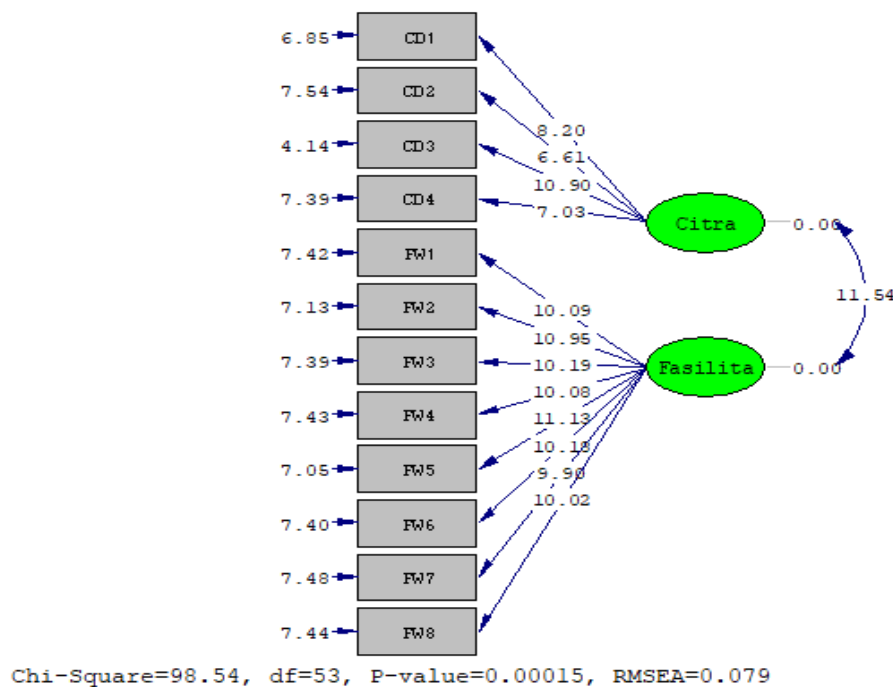 6.85 CD1
7.54 CD2
8.20
4.14 CD3
6.61
10.90
7.39 CD4
7.03
Citra 0.00
7.42 FW1
11.54
7.13 FW2
10.09
10.95
7.39 FW3
10.19
Fasilita 0.00
10.08
7.43 FW4
11.13
10.18
7.05 FW5
9.90
10.02
7.40 FW6
7.48 FW7
7.44 FW8
Chi-Square=98.54, df=53, P-value=0.00015, RMSEA=0.079